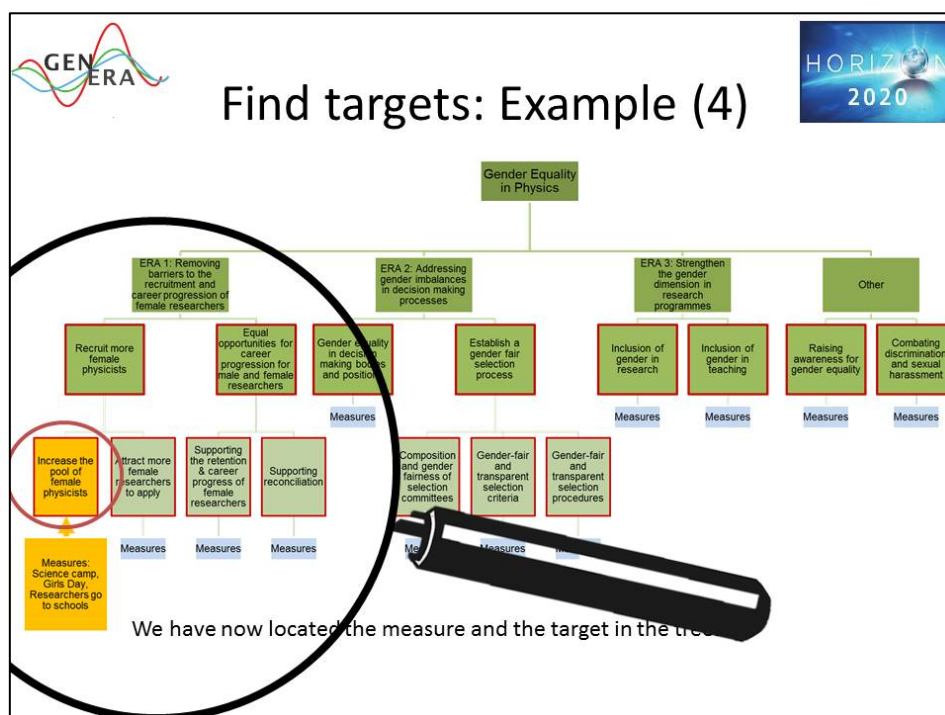 GEN
ERA
HORIZON
2020
Find targets: Example (4)
Gender Equality
in Physics
ERA 1: Removing
barriers to the
recruitment and
career progression of
female researchers
ERA 2: Addressing
gender imbalances in
decision making
processes
ERA 3: Strengthen
the gender
dimension in
research
programmes
Other
Recruit more
female
physicists
Equal
opportunities for
career
progression for
male and female
researchers
Gender equality
in decision
making bodies
and positions
Establish a
gender fair
selection
process
Inclusion of
gender in
research
Inclusion of
gender in
teaching
Raising
awareness for
gender equality
Combating
discrimination
and sexual
harassment
Measures
Measures
Measures
Measures
Measures
Increase the
pool of
female
physicists
Attract more
female
researchers
to apply
Supporting
the retention
& career
progress of
female
researchers
Supporting
reconciliation
Composition
and gender
fairness of
selection
committees
Gender-fair
and
transparent
selection
criteria
Gender-fair
and
transparent
selection
procedures
Measures:
Science camp,
Girls Day,
Researchers go
to schools
Measures
Measures
Measures
Measures
We have now located the measure and the target in the tree